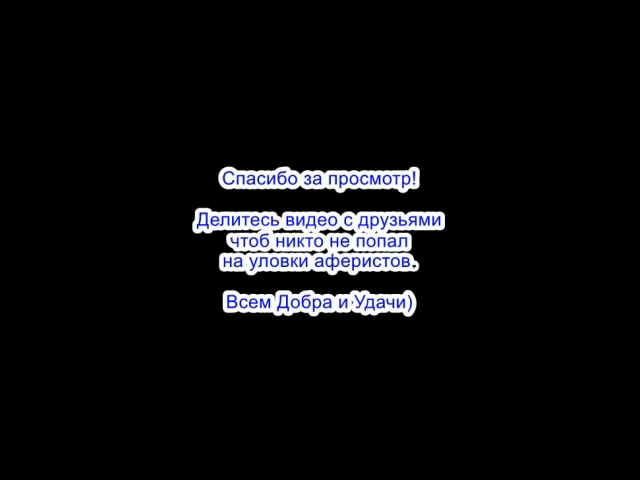 Спасибо за просмотр!
Делитесь видео с друзьями
чтоб никто не попал
на уловки аферистов.
Всем Добра и Удачи)